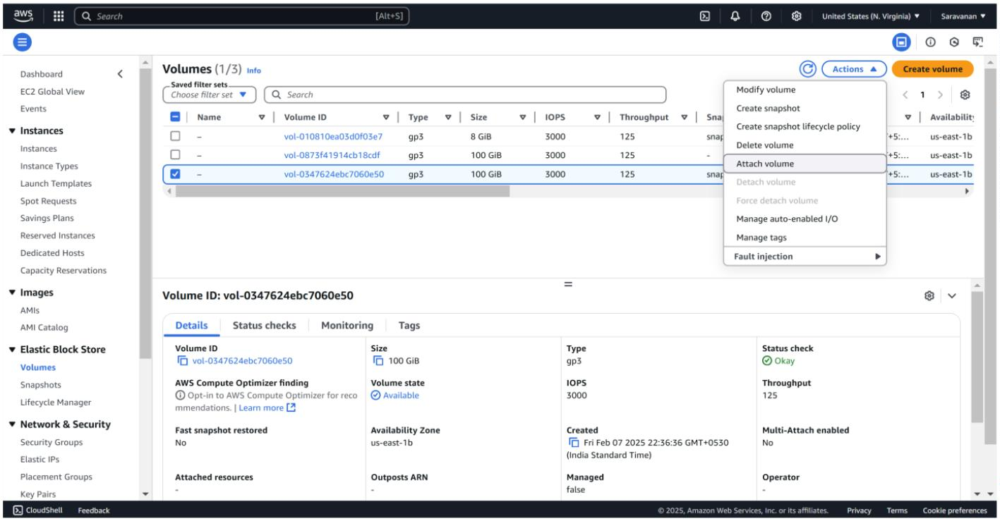 aws Search [Alt+S] United States (N. Virginia) Saravanan
Dashboard
EC2 Global View
Events
Instances
Instances
Instance Types
Launch Templates
Spot Requests
Savings Plans
Reserved Instances
Dedicated Hosts
Capacity Reservations
Images
AMIs
AMI Catalog
Elastic Block Store
Volumes
Snapshots
Lifecycle Manager
Network & Security
Security Groups
Elastic IPs
Placement Groups
Key Pairs
Volumes (1/3) Info
Actions
Create volume
Saved filter sets
Choose filter set
Search
1
Name Volume ID Type Size IOPS Throughput Sna Availability
– vol-010810ea03d0f03e7 gp3 8 GiB 3000 125 snap +5:... us-east-1b
– vol-0873f41914cb18cdf gp3 100 GiB 3000 125 - +5:... us-east-1b
– vol-0347624ebc7060e50 gp3 100 GiB 3000 125 snap +5:... us-east-1b
Modify volume
Create snapshot
Create snapshot lifecycle policy
Delete volume
Attach volume
Detach volume
Force detach volume
Manage auto-enabled I/O
Manage tags
Fault injection
Volume ID: vol-0347624ebc7060e50
Details Status checks Monitoring Tags
Volume ID
vol-0347624ebc7060e50
Size
100 GiB
Type
gp3
Status check
Okay
AWS Compute Optimizer finding
Opt-in to AWS Compute Optimizer for reco
mmendations. | Learn more
Volume state
Available
IOPS
3000
Throughput
125
Fast snapshot restored
No
Availability Zone
us-east-1b
Created
Fri Feb 07 2025 22:36:36 GMT+0530
(India Standard Time)
Multi-Attach enabled
No
Attached resources
-
Outposts ARN
-
Managed
false
Operator
-
CloudShell Feedback © 2025, Amazon Web Services, Inc. or its affiliates. Privacy Terms Cookie preferences